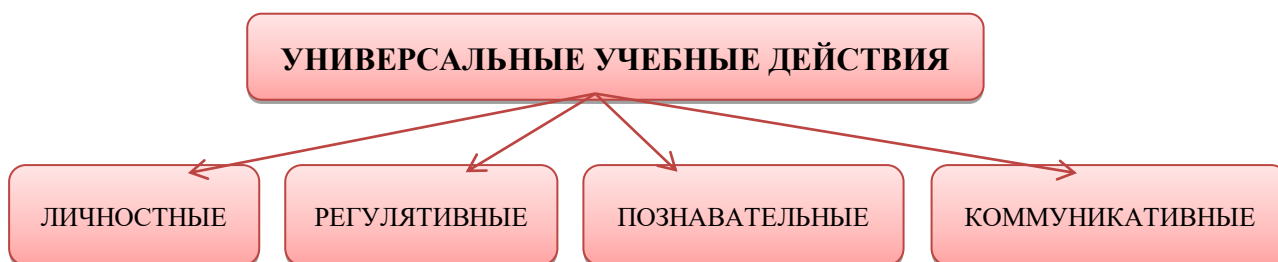 УНИВЕРСАЛЬНЫЕ УЧЕБНЫЕ ДЕЙСТВИЯ
ЛИЧНОСТНЫЕ
РЕГУЛЯТИВНЫЕ
ПОЗНАВАТЕЛЬНЫЕ
КОММУНИКАТИВНЫЕ